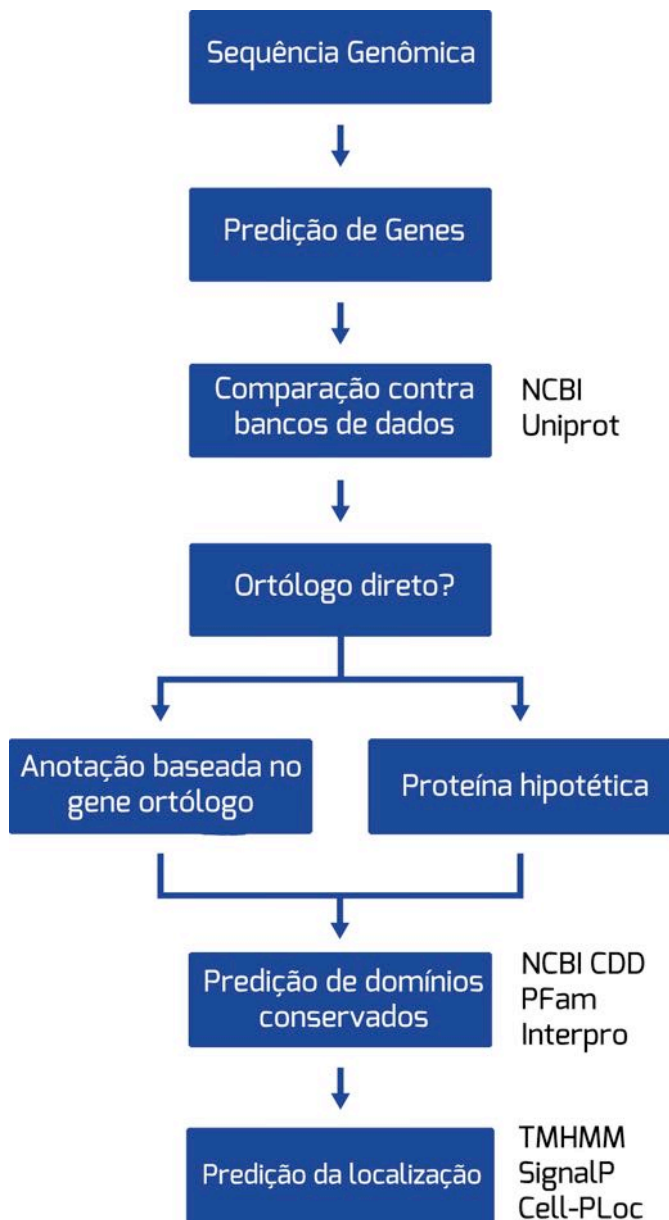 Sequência Genômica
Predição de Genes
Comparação contra
bancos de dados
NCBI
Uniprot
Ortólogo direto?
Anotação baseada no
gene ortólogo
Proteína hipotética
Predição de domínios
conservados
NCBI CDD
PFam
Interpro
Predição da localização
TMHMM
SignalP
Cell-PLoc